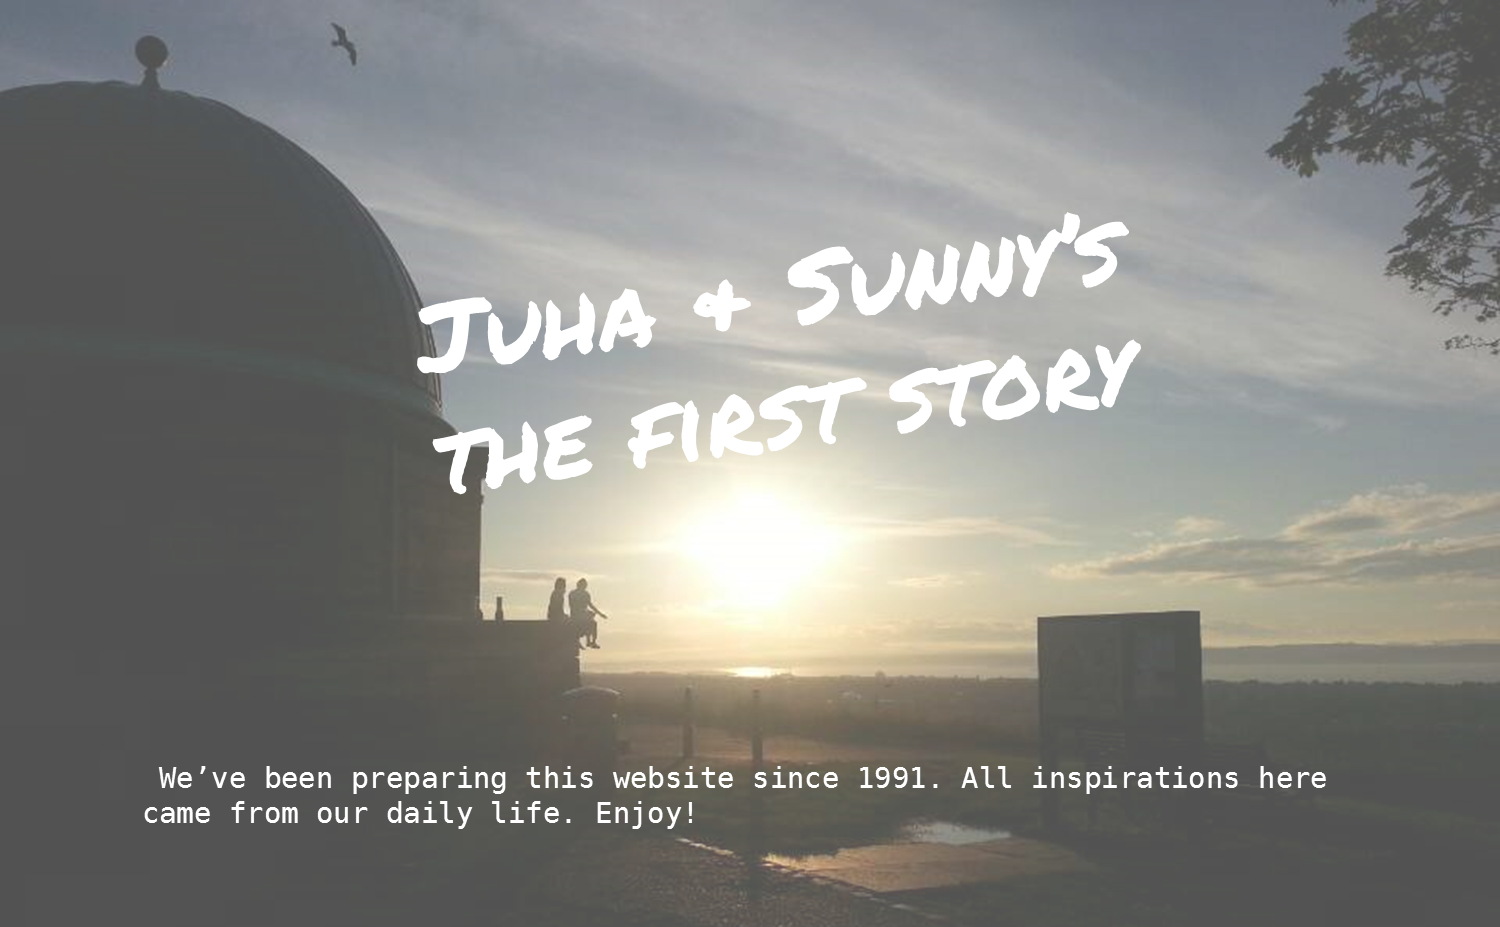 Juha & Sunny's
the first story
We’ve been preparing this website since 1991. All inspirations here
came from our daily life. Enjoy!